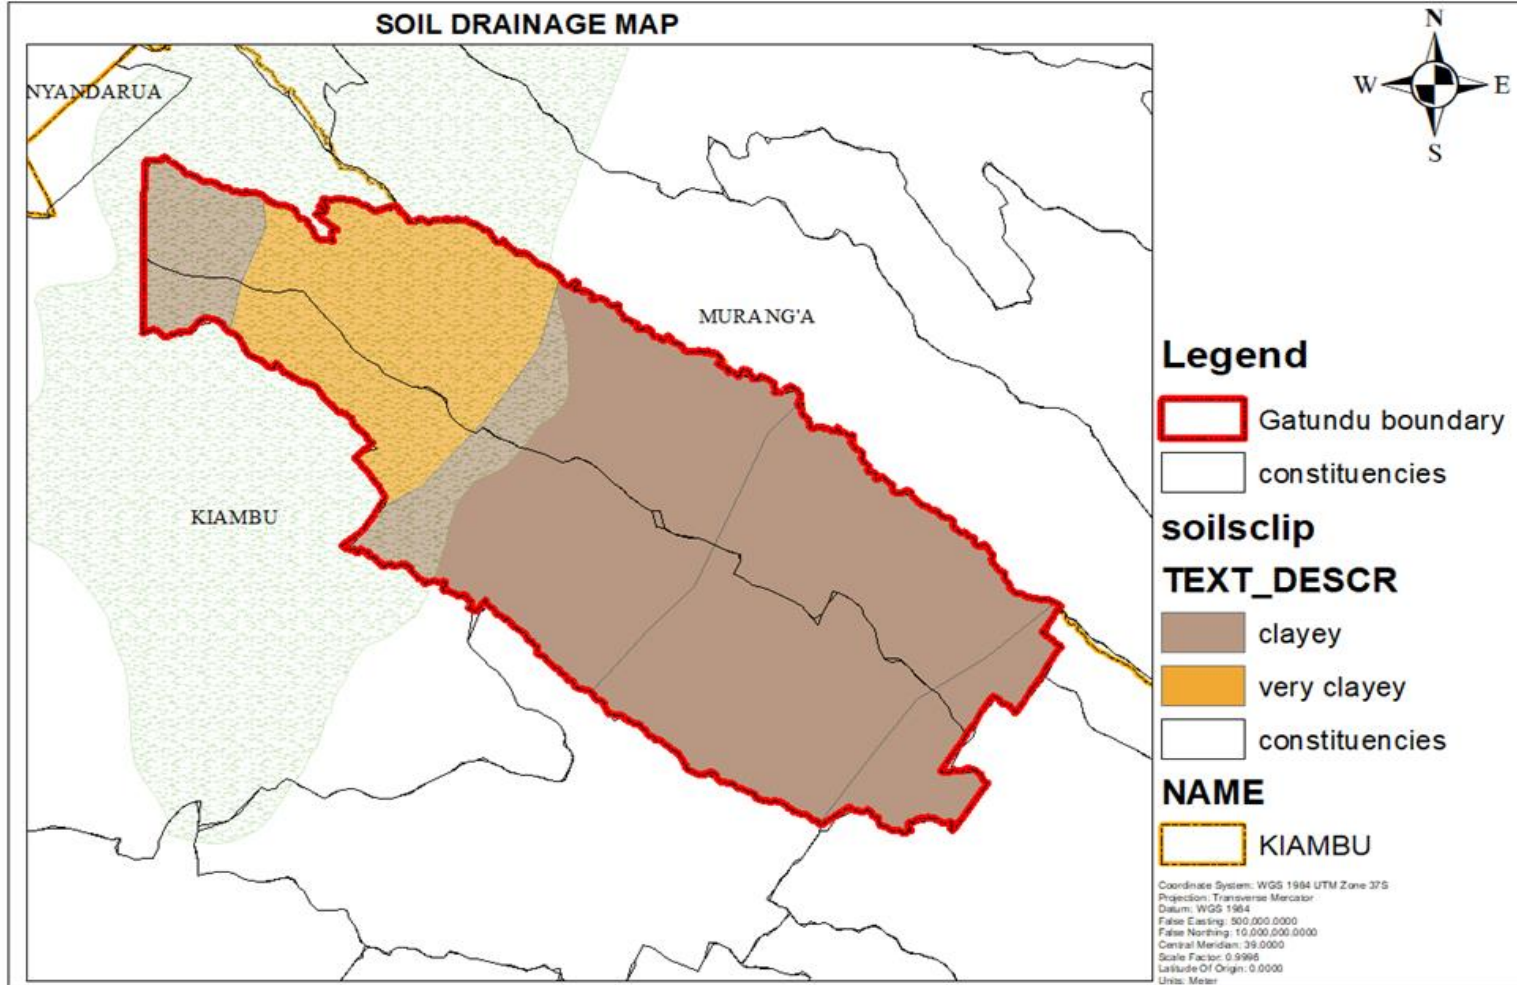 SOIL DRAINAGE MAP
N
W
E
S
NYANDARUA
MURANG'A
KIAMBU
Legend
Gatundu boundary
constituencies
soilsclip
TEXT_DESCR
clayey
very clayey
constituencies
NAME
KIAMBU
Coordinate System: WGS 1984 UTM Zone 37S
Projection: Transverse Mercator
Datum: WGS 1984
False Easting: 500,000.0000
False Northing: 10,000,000.0000
Central Meridian: 39.0000
Scale Factor: 0.9996
Latitude Of Origin: 0.0000
Units: Meter